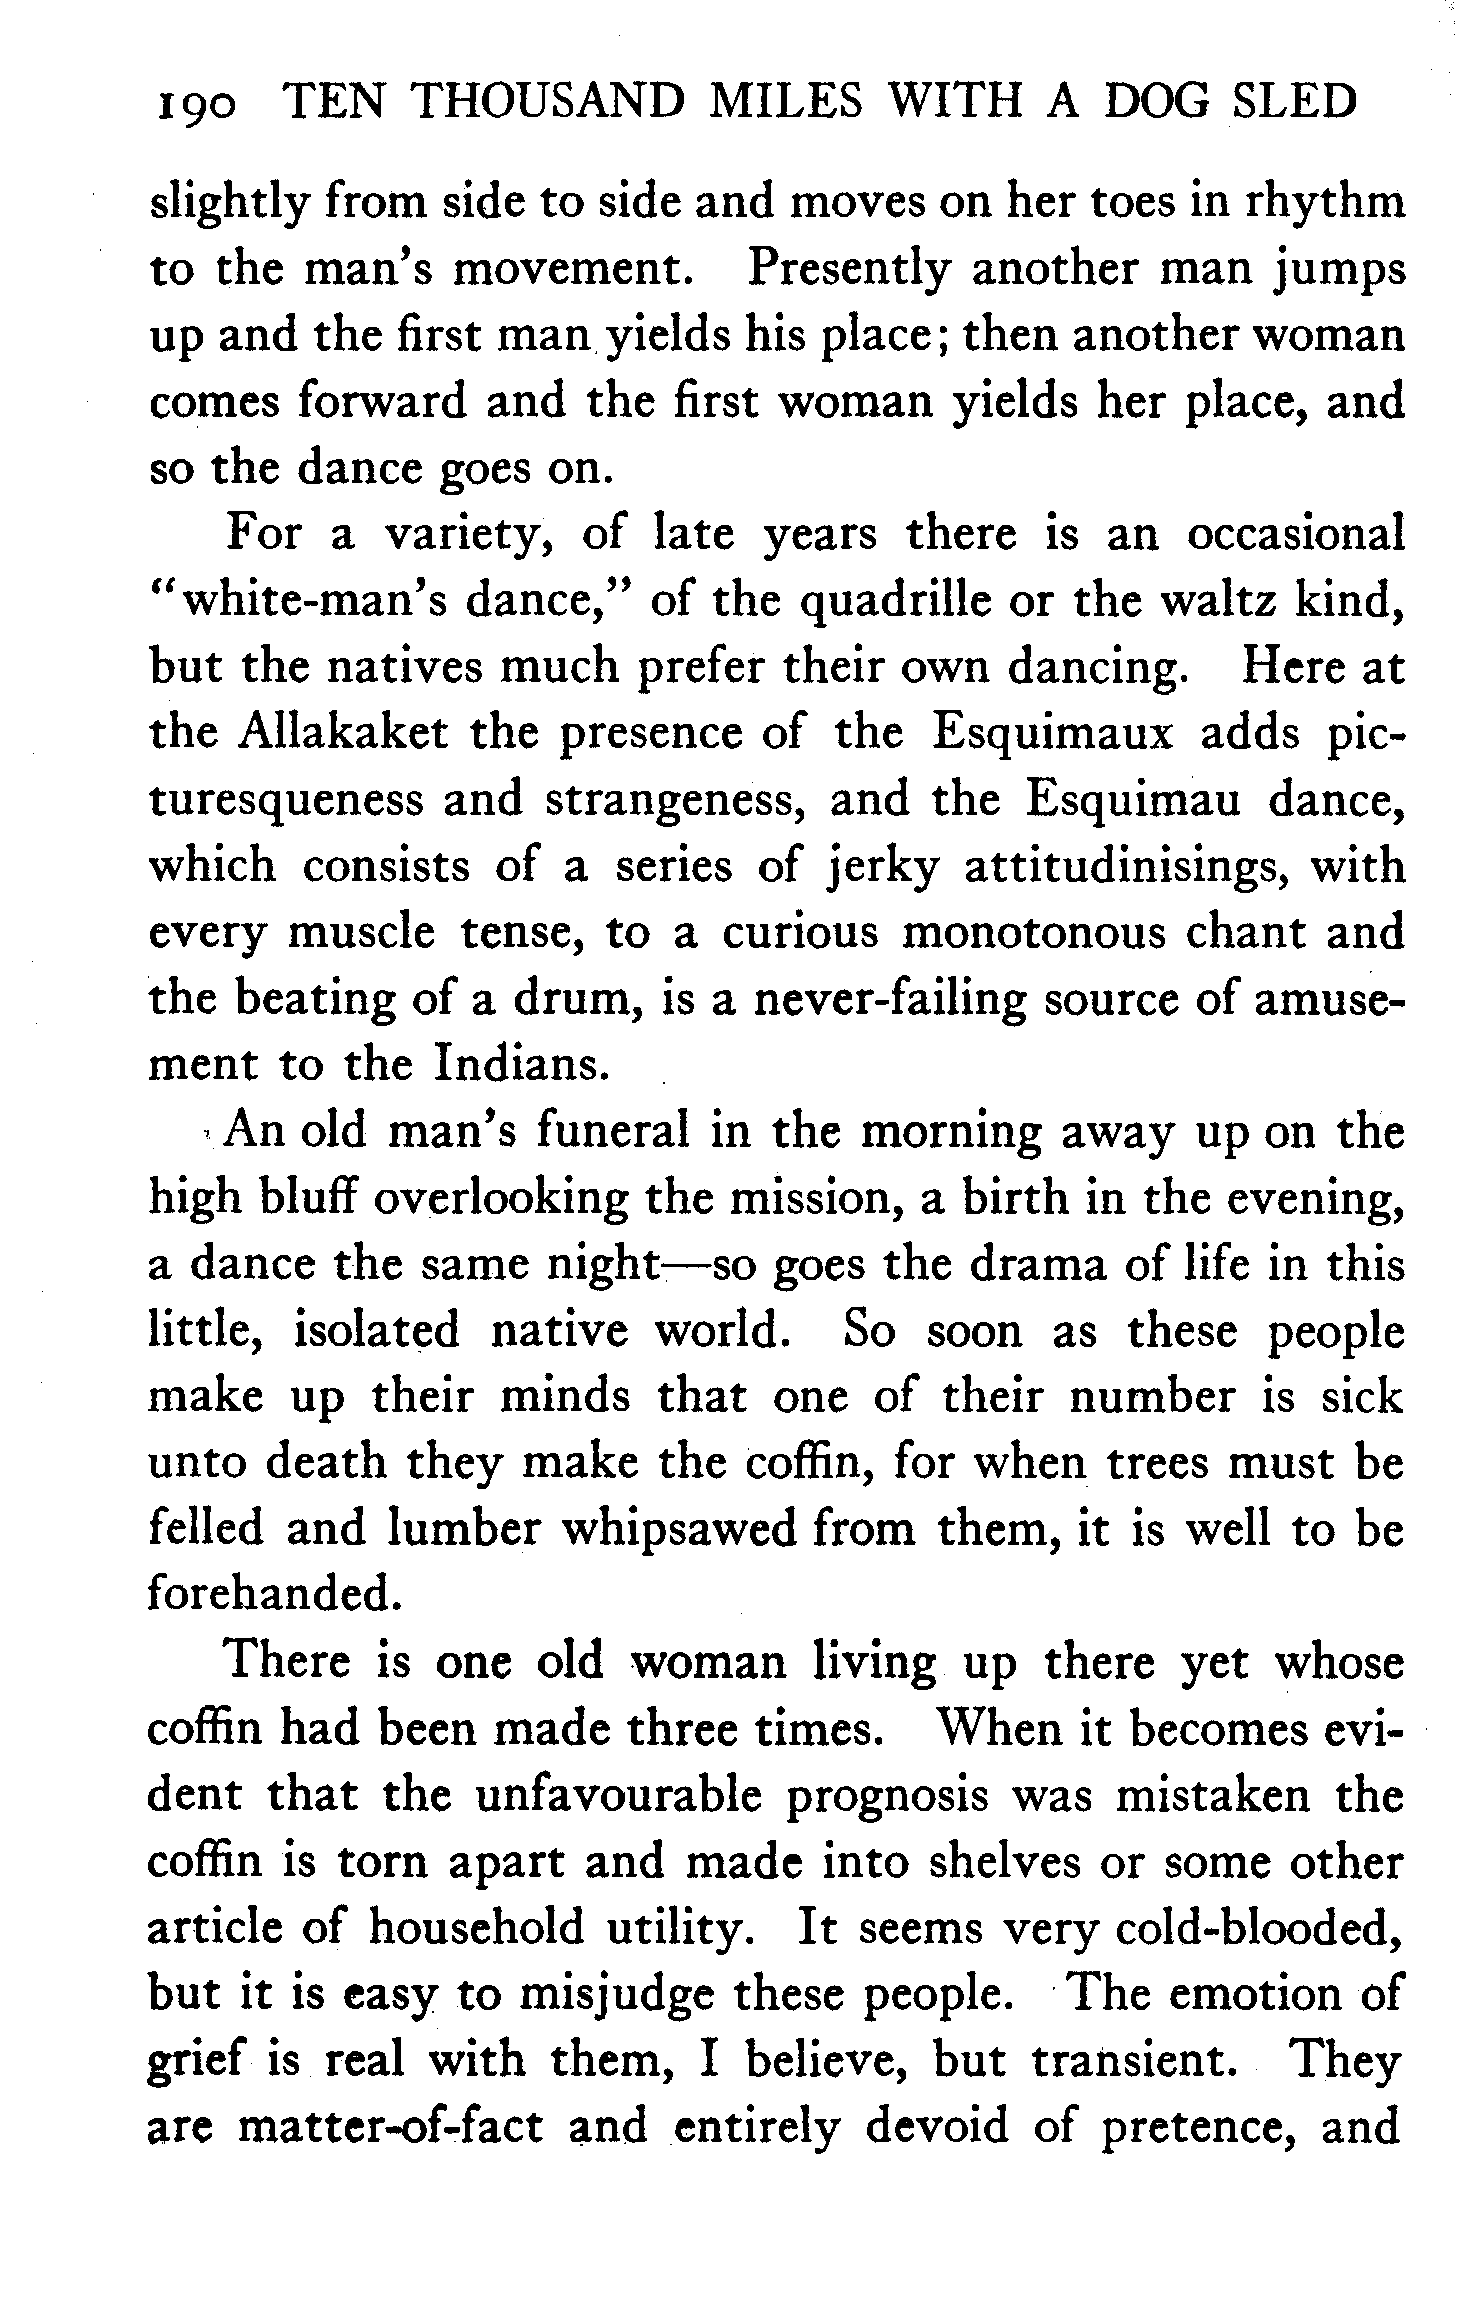 190 TEN THOUSAND MILES WITH A DOG SLED
slightly from side to side and moves on her toes in rhythm
to the man's movement. Presently another man jumps
up and the first man yields his place; then another woman
comes forward and the first woman yields her place, and
so the dance goes on.
For a variety, of late years there is an occasional
"white-man's dance," of the quadrille or the waltz kind,
but the natives much prefer their own dancing. Here at
the Allakaket the presence of the Esquimaux adds pic-
turesqueness and strangeness, and the Esquimau dance,
which consists of a series of jerky attitudinisings, with
every muscle tense, to a curious monotonous chant and
the beating of a drum, is a never-failing source of amuse-
ment to the Indians.
An old man's funeral in the morning away up on the
high bluff overlooking the mission, a birth in the evening,
a dance the same night—so goes the drama of life in this
little, isolated native world. So soon as these people
make up their minds that one of their number is sick
unto death they make the coffin, for when trees must be
felled and lumber whipsawed from them, it is well to be
forehanded.
There is one old woman living up there yet whose
coffin had been made three times. When it becomes evi-
dent that the unfavourable prognosis was mistaken the
coffin is torn apart and made into shelves or some other
article of household utility. It seems very cold-blooded,
but it is easy to misjudge these people. The emotion of
grief is real with them, I believe, but transient. They
are matter-of-fact and entirely devoid of pretence, and